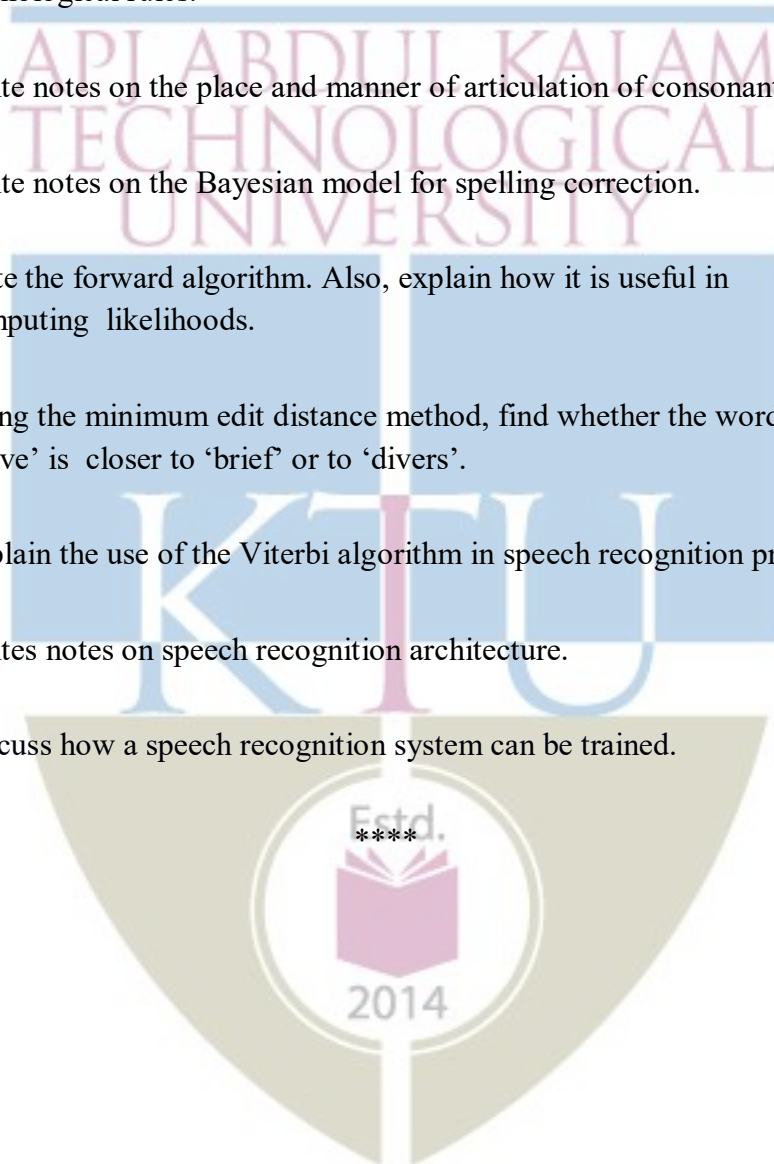 APJ ABDUL KALAM
TECHNOLOGICAL
UNIVERSITY
te notes on the place and manner of articulation of consonant
te notes on the Bayesian model for spelling correction.
te the forward algorithm. Also, explain how it is useful in
nputing likelihoods.
ng the minimum edit distance method, find whether the word
ve’ is closer to ‘brief’ or to ‘divers’.
plain the use of the Viterbi algorithm in speech recognition pr
ites notes on speech recognition architecture.
cuss how a speech recognition system can be trained.
KTU
Estd.
****
2014